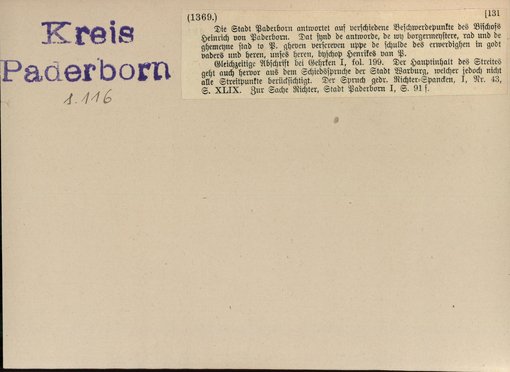 Kreis
Paderborn
s. 116
(1369.) [131
Die Stadt Paderborn antwortet auf verschiedene Beschwerdepunkte des Bischofs
Heinrich von Paderborn. Dat synd de antworde, de wy borgermeystere, rad und de
ghemeyne stad to P. gheven verscreven uppe de schulde des erwerdighen in godt
vaders und heren, unses heren, byschop Henrikes van P.
Gleichzeitige Abschrift bei Gehrken I, fol. 199. Der Hauptinhalt des Streites
geht auch hervor aus dem Schiedsspruche der Stadt Warburg, welcher jedoch nicht
alle Streitpunkte berücksichtigt. Der Spruch gedr. Richter-Spancken, I, Nr. 43,
S. XLIX. Zur Sache Richter, Stadt Paderborn I, S. 91 f.